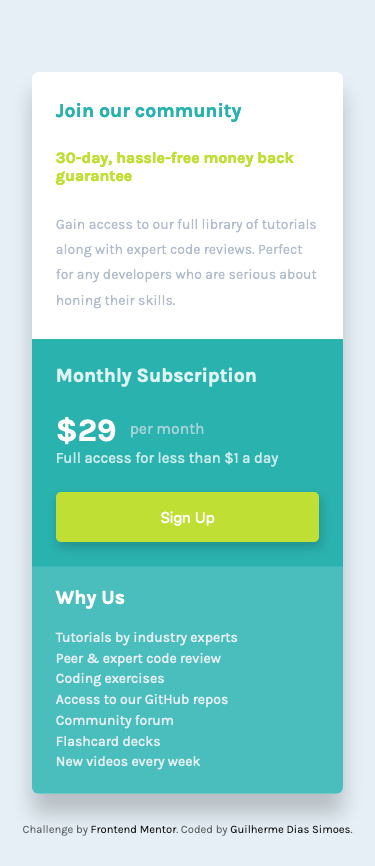 Join our community
30-day, hassle-free money back
guarantee
Gain access to our full library of tutorials
along with expert code reviews. Perfect
for any developers who are serious about
honing their skills.
Monthly Subscription
$29 per month
Full access for less than $1 a day
Sign Up
Why Us
Tutorials by industry experts
Peer & expert code review
Coding exercises
Access to our GitHub repos
Community forum
Flashcard decks
New videos every week
Challenge by Frontend Mentor. Coded by Guilherme Dias Simoes.